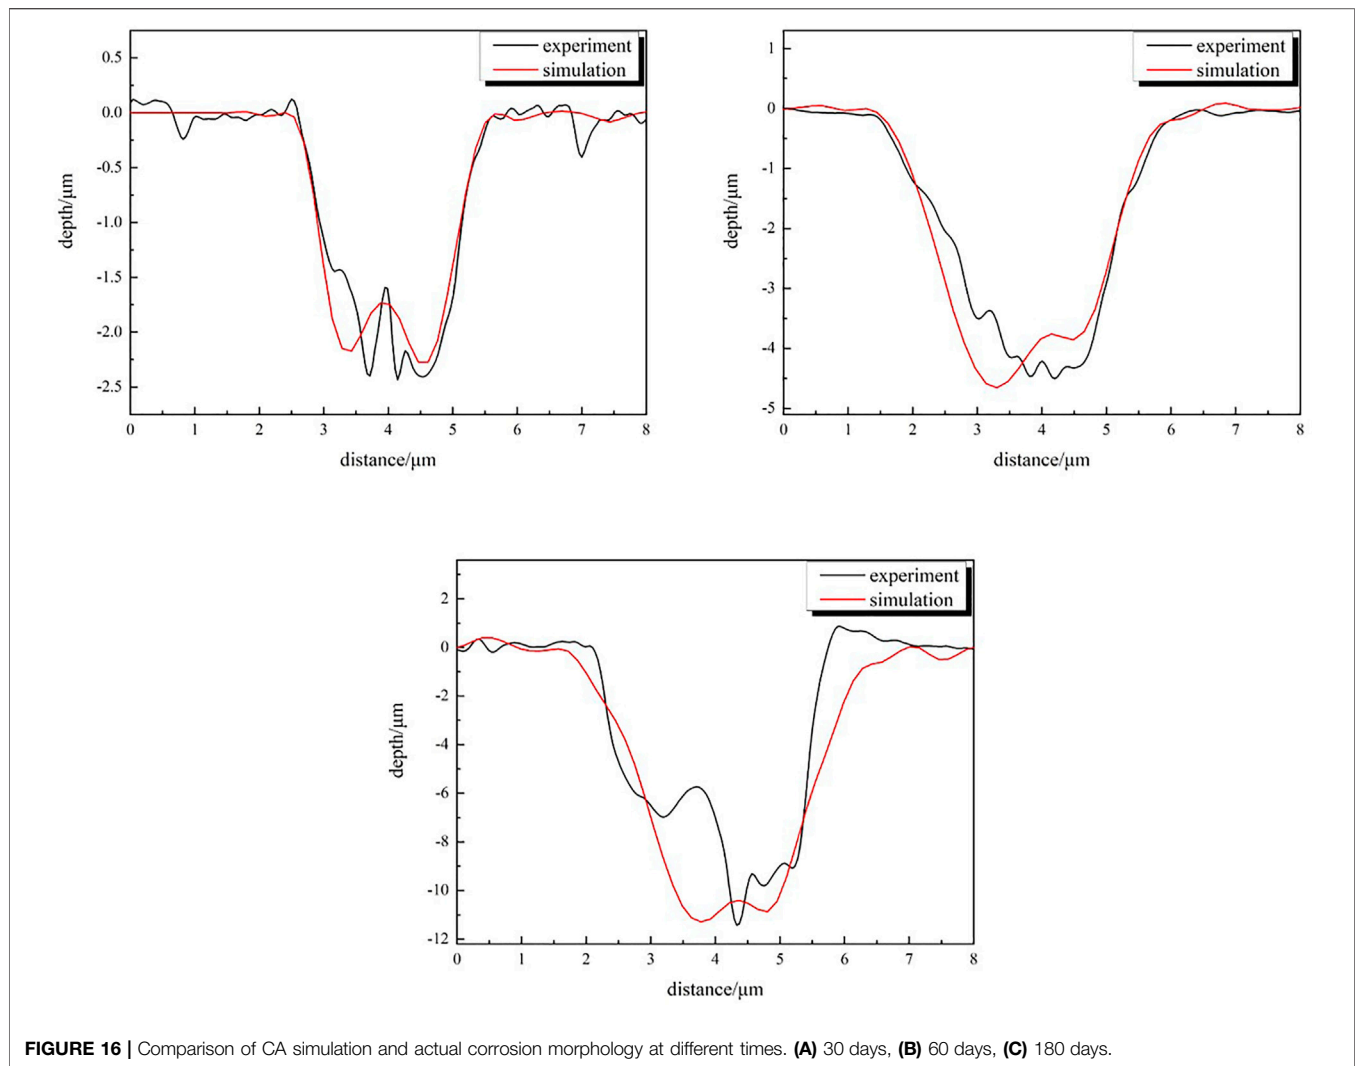 experiment
simulation
0.5
0.0
-0.5
-1.0
-1.5
-2.0
-2.5
depth/μm
0 1 2 3 4 5 6 7 8
distance/μm
experiment
simulation
1
0
-1
-2
-3
-4
-5
depth/μm
0 1 2 3 4 5 6 7 8
distance/μm
experiment
simulation
2
0
-2
-4
-6
-8
-10
-12
depth/μm
0 1 2 3 4 5 6 7 8
distance/μm
FIGURE 16 | Comparison of CA simulation and actual corrosion morphology at different times. (A) 30 days, (B) 60 days, (C) 180 days.